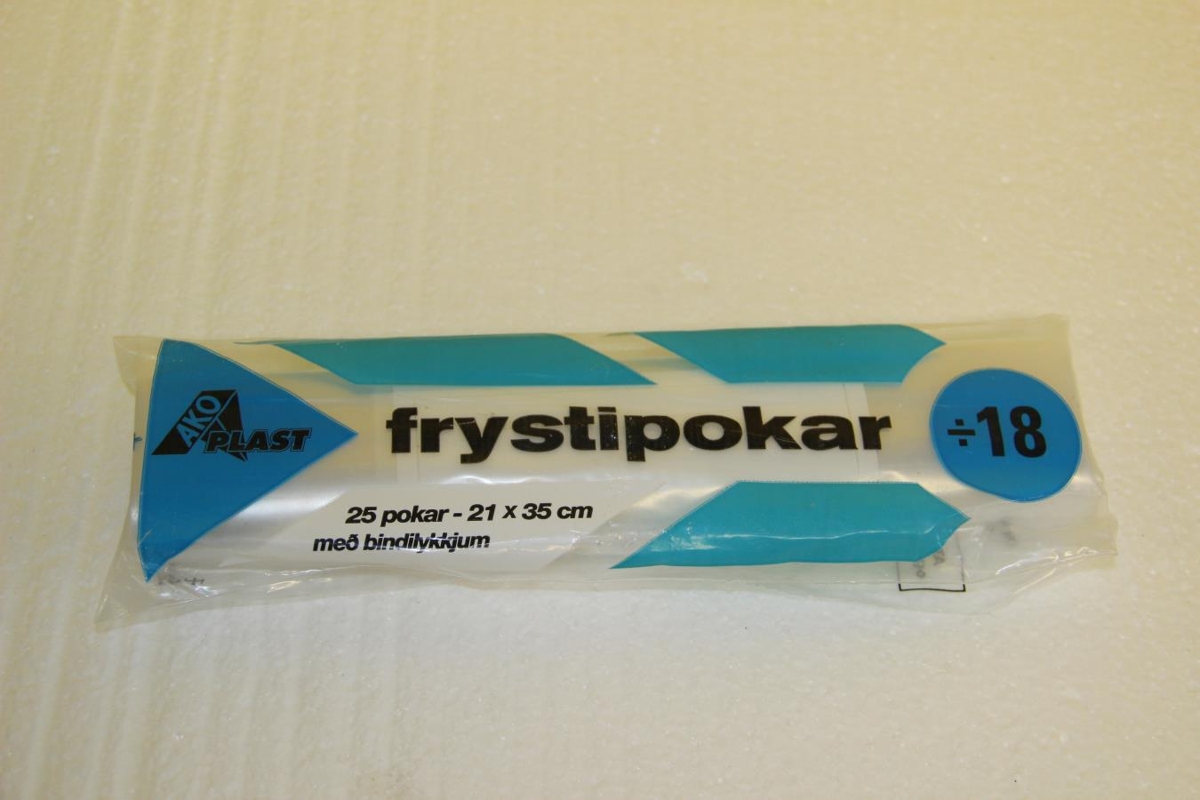 AKO
PLAST
frystipokar
÷18
25 pokar - 21 x 35 cm
með bindilykkjum